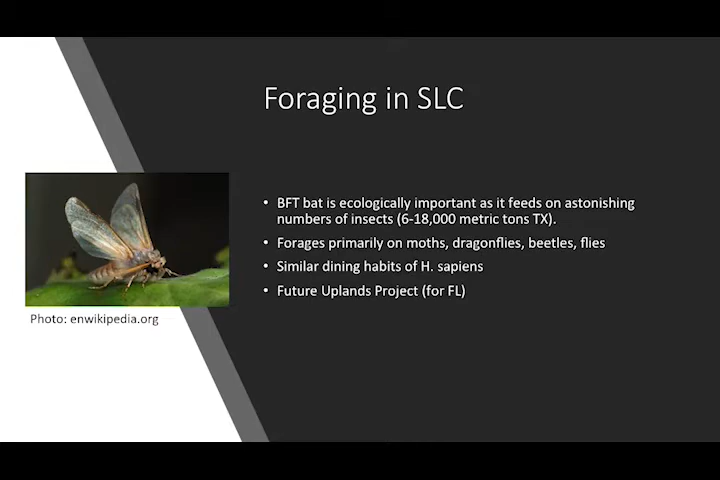 Foraging in SLC
• BFT bat is ecologically important as it feeds on astonishing
numbers of insects (6-18,000 metric tons TX).
• Forages primarily on moths, dragonflies, beetles, flies
• Similar dining habits of H. sapiens
• Future Uplands Project (for FL)
Photo: enwikipedia.org